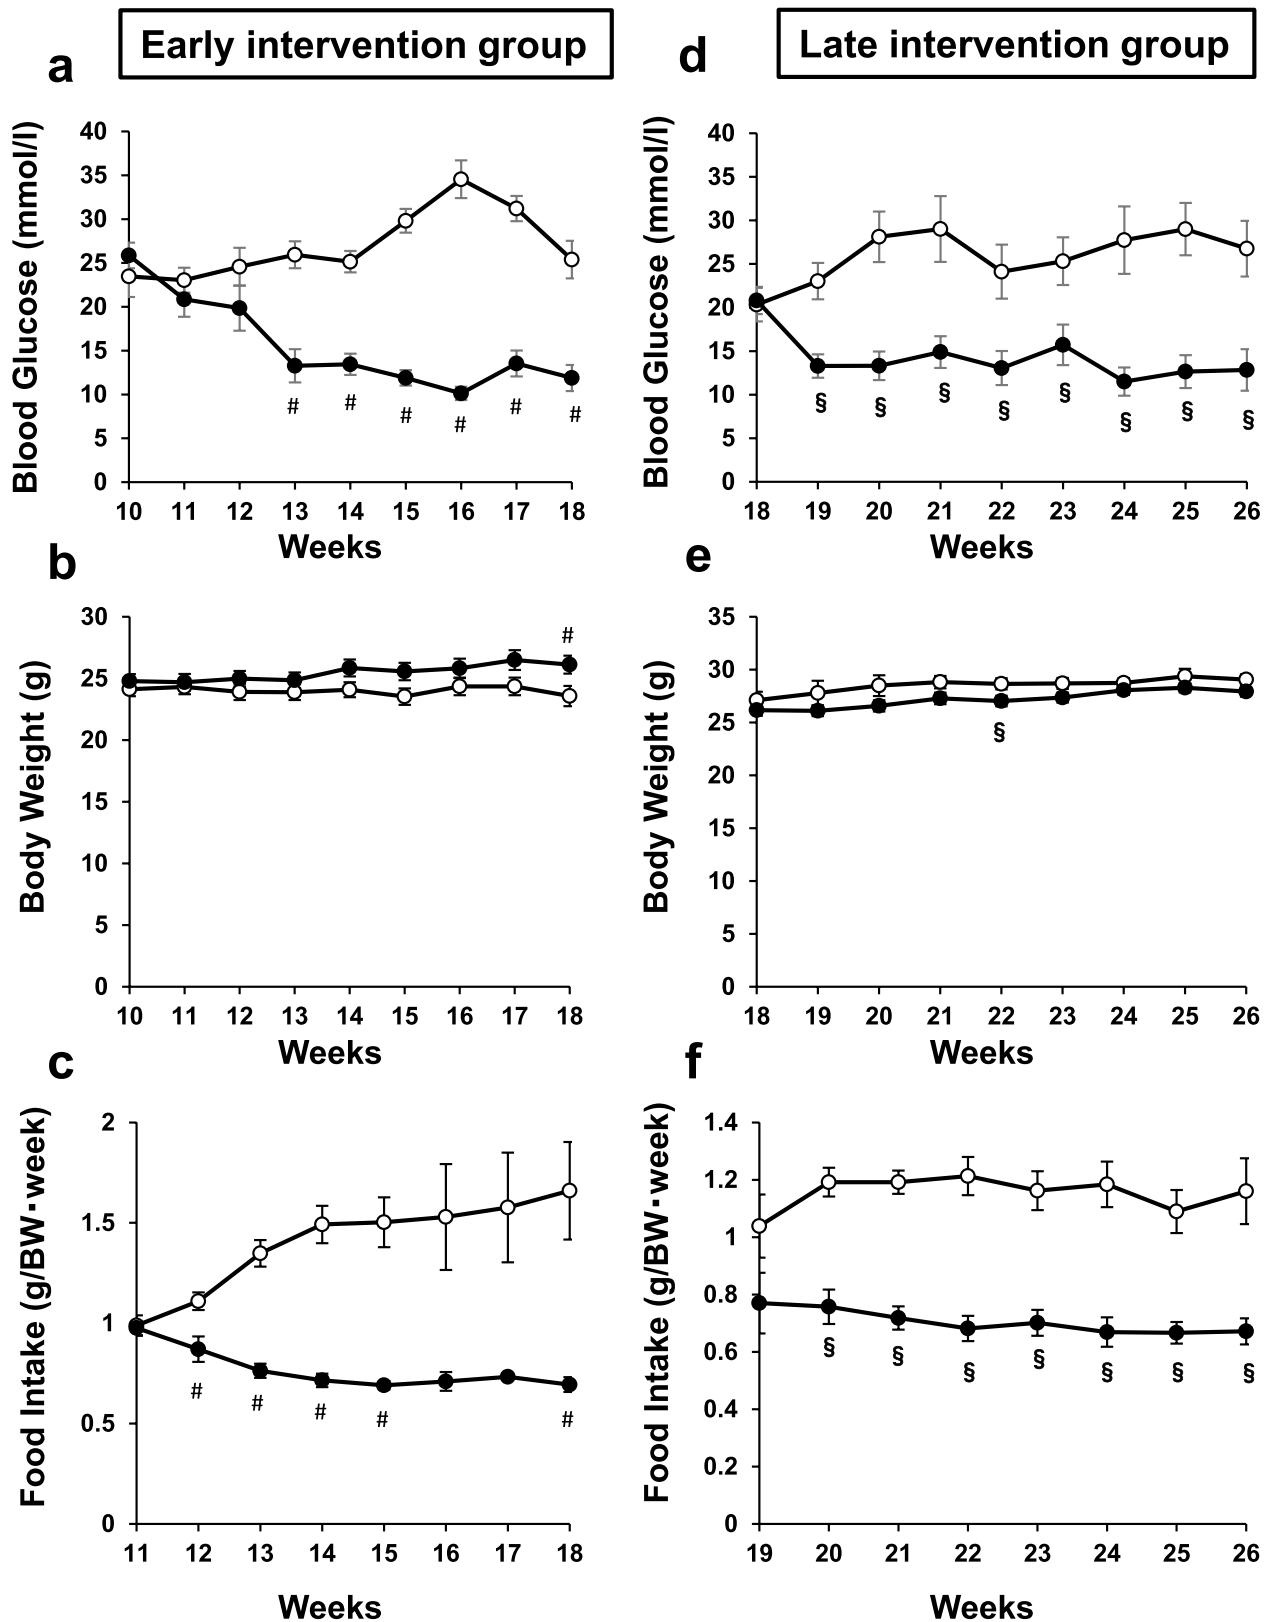 Early intervention group
Late intervention group
a
Blood Glucose (mmol/l)
40
35
30
25
20
15
10
5
0
# # # # # #
10 11 12 13 14 15 16 17 18
Weeks
d
Blood Glucose (mmol/l)
40
35
30
25
20
15
10
5
0
§ § § § § § § §
18 19 20 21 22 23 24 25 26
Weeks
b
Body Weight (g)
30
25
20
15
10
5
0
#
10 11 12 13 14 15 16 17 18
Weeks
e
Body Weight (g)
35
30
25
20
15
10
5
0
§
18 19 20 21 22 23 24 25 26
Weeks
c
Food Intake (g/BW·week)
2
1.5
1
0.5
0
# # # # #
11 12 13 14 15 16 17 18
Weeks
f
Food Intake (g/BW·week)
1.4
1.2
1
0.8
0.6
0.4
0.2
0
§ § § § § § §
19 20 21 22 23 24 25 26
Weeks